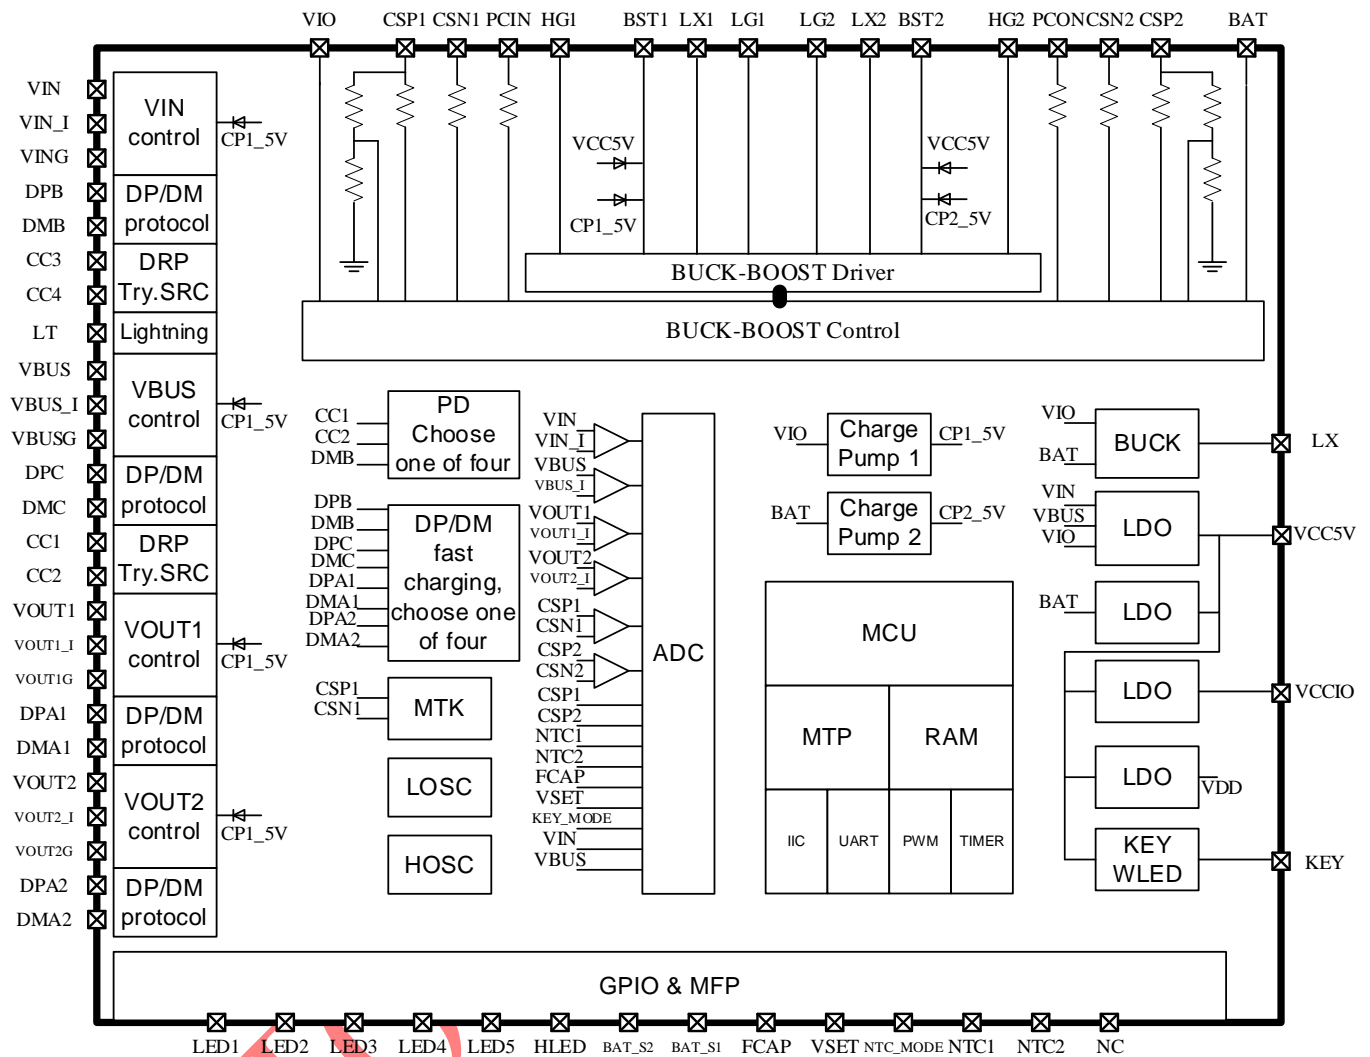 VIO CSP1 CSN1 PCIN HG1 BST1 LX1 LG1 LG2 LX2 BST2 HG2 PCON CSN2 CSP2 BAT
VIN
VIN_I
VING
DPB
DMB
CC3
CC4
LT
VBUS
VBUS_I
VBUSG
DPC
DMC
CC1
CC2
VOUT1
VOUT1_I
VOUT1G
DPA1
DMA1
VOUT2
VOUT2_I
VOUT2G
DPA2
DMA2
VIN
control
CP1_5V
DP/DM
protocol
DRP
Try.SRC
Lightning
VBUS
control
CP1_5V
DP/DM
protocol
DRP
Try.SRC
VOUT1
control
CP1_5V
DP/DM
protocol
VOUT2
control
CP1_5V
DP/DM
protocol
VCC5V
CP1_5V
VCC5V
CP2_5V
BUCK-BOOST Driver
BUCK-BOOST Control
CC1
CC2
DMB
PD
Choose
one of four
DPB
DMB
DPC
DMC
DPA1
DMA1
DPA2
DMA2
DP/DM
fast
charging,
choose one
of four
CSP1
CSN1
MTK
LOSC
HOSC
VIN
VIN_I
VBUS
VBUS_I
VOUT1
VOUT1_I
VOUT2
VOUT2_I
CSP1
CSN1
CSP2
CSN2
CSP1
CSP2
NTC1
NTC2
FCAP
VSET
KEY_MODE
VIN
VBUS
ADC
VIO
Charge
Pump 1
CP1_5V
BAT
Charge
Pump 2
CP2_5V
MCU
MTP
RAM
IIC
UART
PWM
TIMER
VIO
BAT
BUCK
LX
VIN
VBUS
VIO
LDO
VCC5V
BAT
LDO
LDO
VCCIO
LDO
VDD
KEY
WLED
KEY
GPIO & MFP
LED1 LED2 LED3 LED4 LED5 HLED BAT_S2 BAT_S1 FCAP VSET NTC_MODE NTC1 NTC2 NC